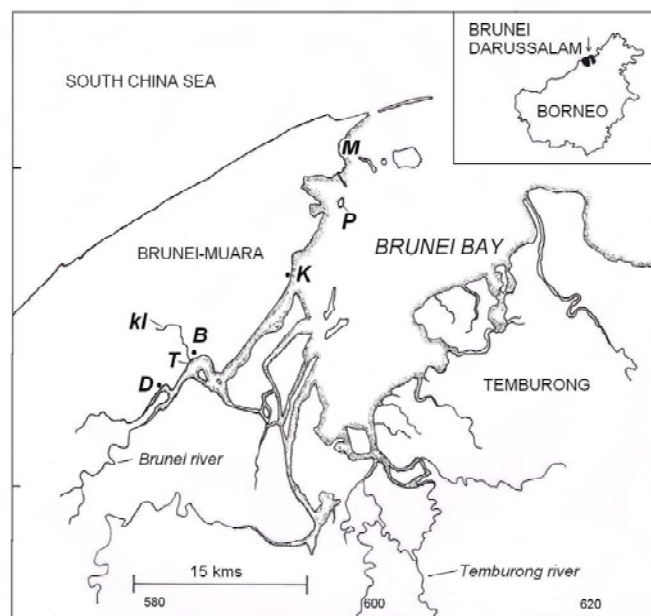 BRUNEI
DARUSSALAM
BORNEO
SOUTH CHINA SEA
M
P
BRUNEI-MUARA
BRUNEI BAY
K
kl
B
T
D
TEMBURONG
Brunei river
15 kms
Temburong river
580
600
620